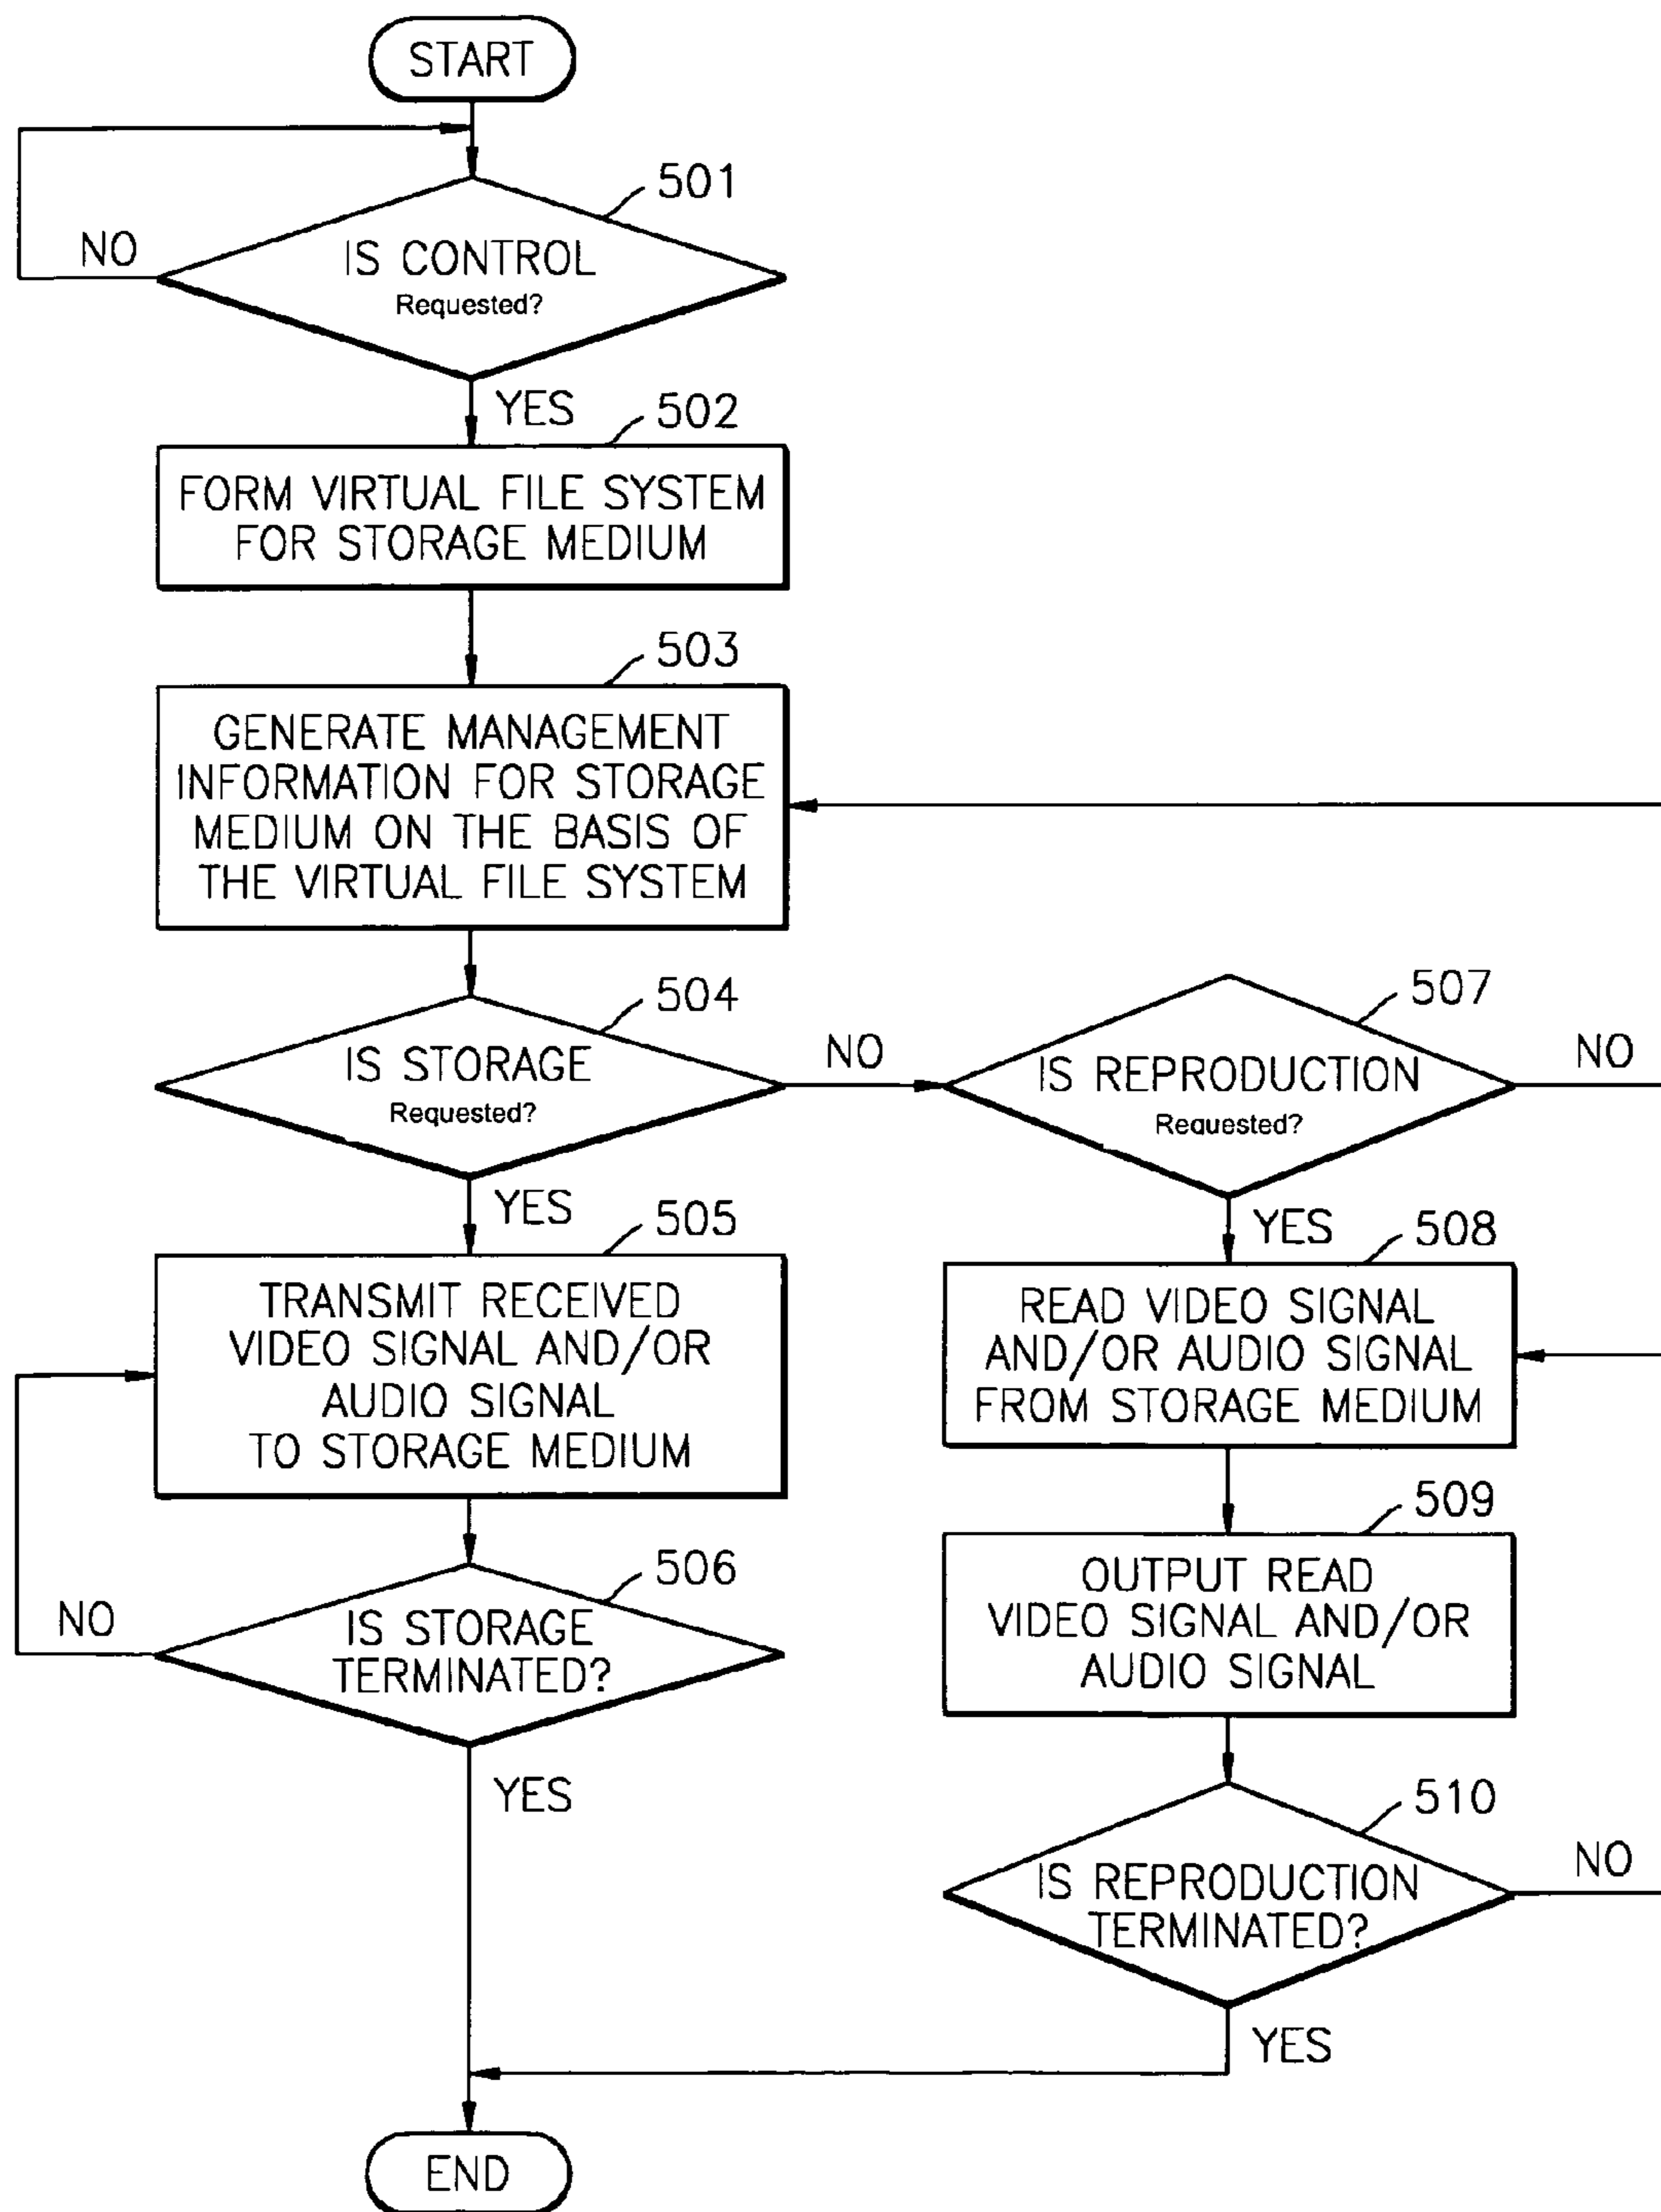 START
501
NO
IS CONTROL
Requested?
YES
502
FORM VIRTUAL FILE SYSTEM
FOR STORAGE MEDIUM
503
GENERATE MANAGEMENT
INFORMATION FOR STORAGE
MEDIUM ON THE BASIS OF
THE VIRTUAL FILE SYSTEM
504
IS STORAGE
Requested?
NO
507
IS REPRODUCTION
Requested?
NO
YES
505
TRANSMIT RECEIVED
VIDEO SIGNAL AND/OR
AUDIO SIGNAL
TO STORAGE MEDIUM
506
NO
IS STORAGE
TERMINATED?
YES
YES
508
READ VIDEO SIGNAL
AND/OR AUDIO SIGNAL
FROM STORAGE MEDIUM
509
OUTPUT READ
VIDEO SIGNAL AND/OR
AUDIO SIGNAL
510
IS REPRODUCTION
TERMINATED?
NO
YES
END